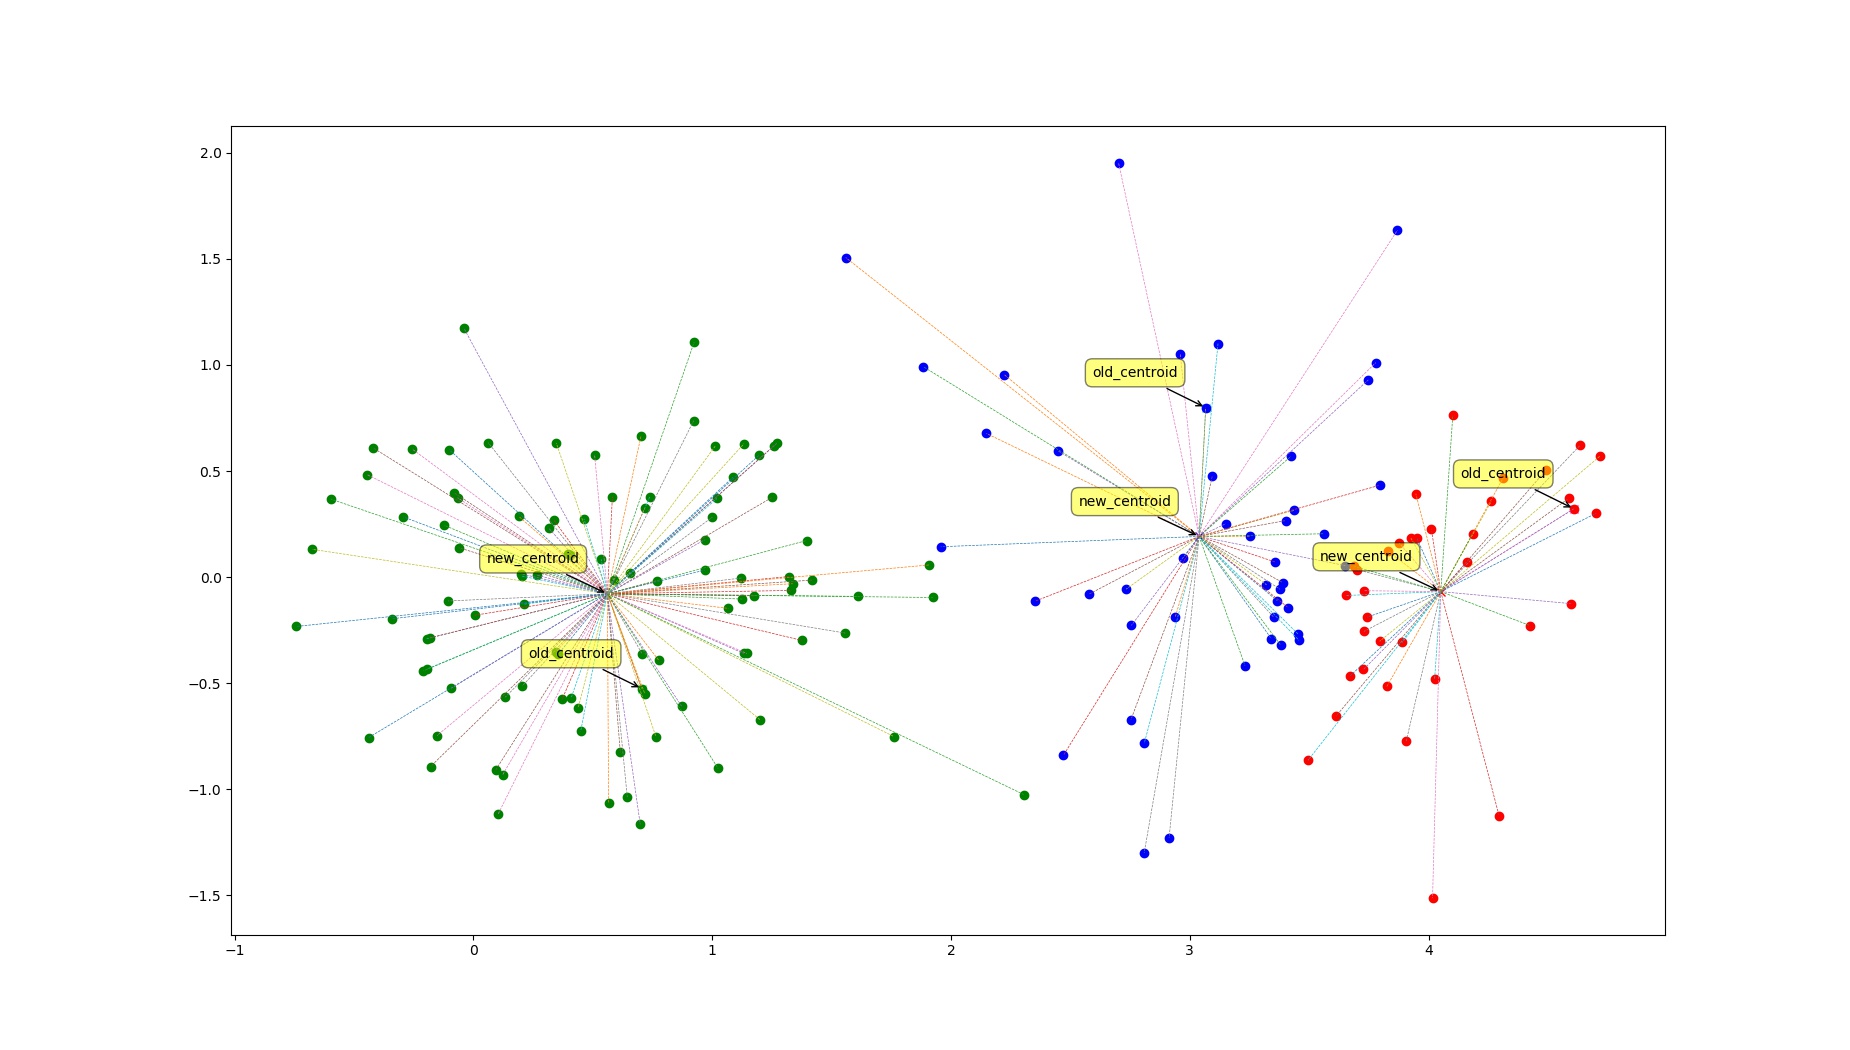 2.0
1.5
1.0
0.5
0.0
−0.5
−1.0
−1.5
old_centroid
old_centroid
new_centroid
new_centroid
new_centroid
old_centroid
−1
0
1
2
3
4